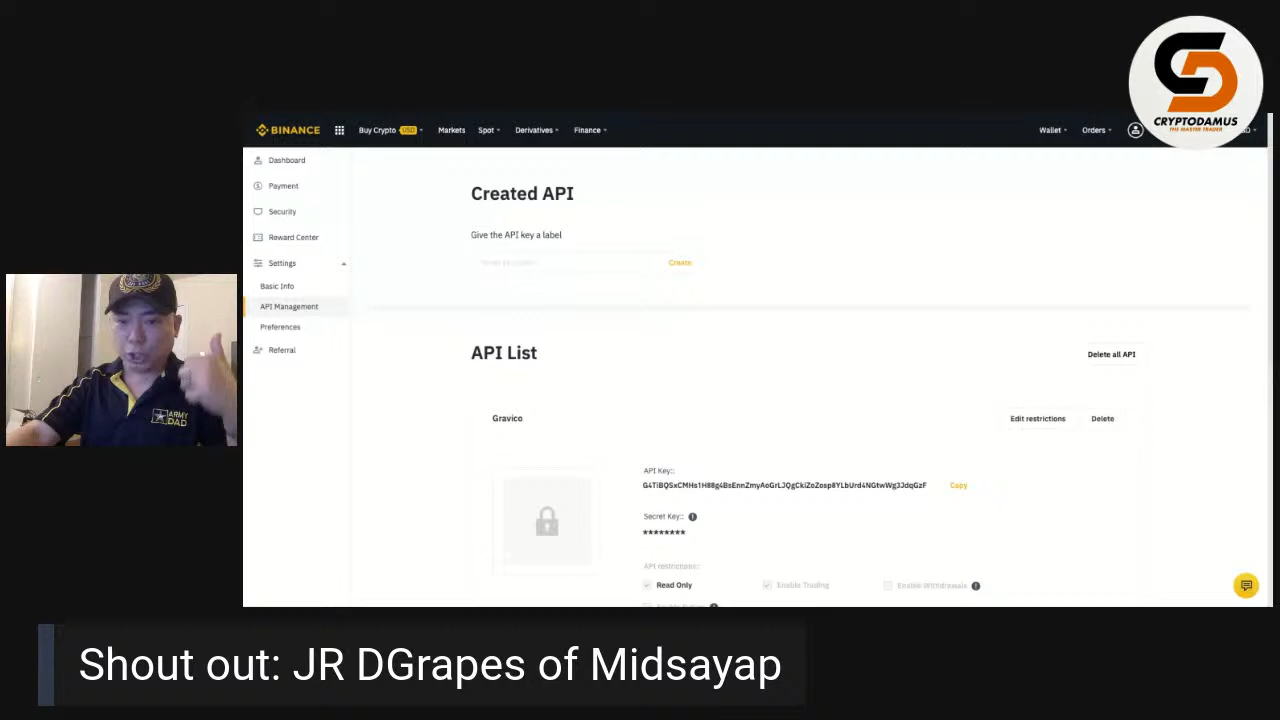 CRYPTODAMUS
THE MASTER TRADER
BINANCE
Buy Crypto USD
Markets
Spot
Derivatives
Finance
Wallet
Orders
Dashboard
Payment
Security
Reward Center
Settings
Basic Info
API Management
Preferences
Referral
Created API
Give the API key a label
Create
API List
Delete all API
Gravico
Edit restrictions
Delete
API Key::
Copy
Secret Key::
********
API restrictions::
Read Only
Enable Trading
Enable Withdrawals
ARMY
DAD
Shout out: JR DGrapes of Midsayap